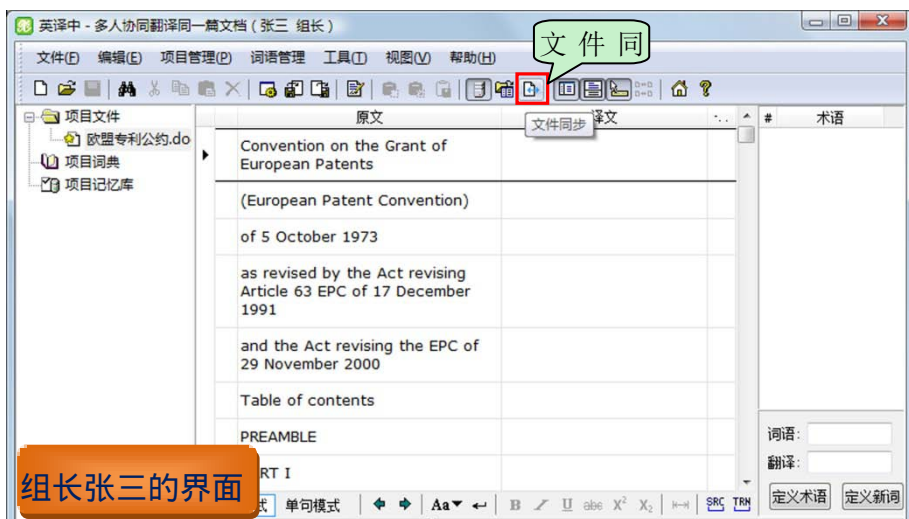 英译中 - 多人协同翻译同一篇文档 ( 张三 组长 )
文件(F) 编辑(E) 项目管理(P) 词语管理 工具(T) 视图(V) 帮助(H)
文 件 同
项目文件
欧盟专利公约.do
项目词典
项目记忆库
原文
译文
文件同步
# 术语
Convention on the Grant of
European Patents
(European Patent Convention)
of 5 October 1973
as revised by the Act revising
Article 63 EPC of 17 December
1991
and the Act revising the EPC of
29 November 2000
Table of contents
PREAMBLE
RT I
词语:
翻译:
定义术语 定义新词
组长张三的界面
式 单句模式 Aa B I U abc X² X₂ SRC TRN